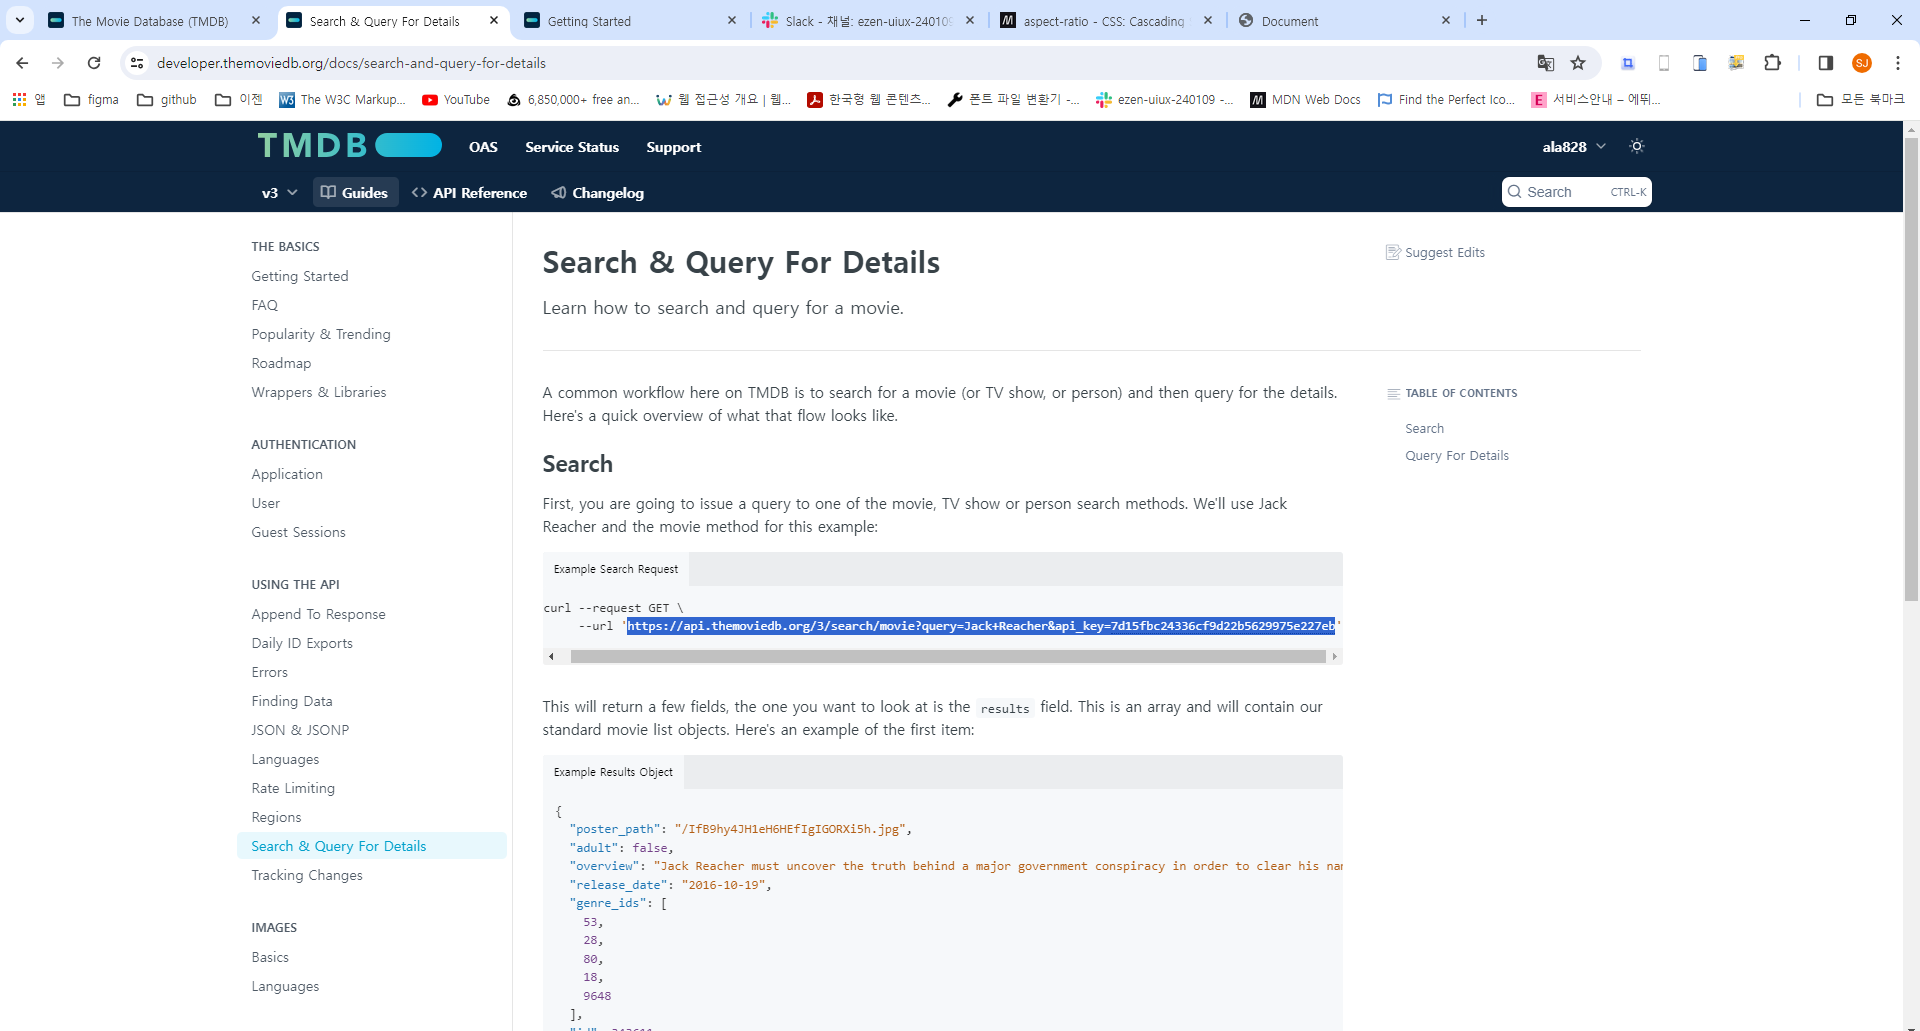 The Movie Database (TMDB)
Search & Query For Details
Getting Started
Slack - 채널: ezen-uiux-24010
aspect-ratio - CSS: Cascading
Document
developer.themoviedb.org/docs/search-and-query-for-details
SJ
앱
figma
github
이젠
The W3C Markup...
YouTube
6,850,000+ free an...
웹 접근성 개요 | 웹...
한국형 웹 콘텐츠...
폰트 파일 변환기 -...
ezen-uiux-240109 -...
MDN Web Docs
Find the Perfect Ico...
서비스안내 – 에뛰...
모든 북마크
TMDB
OAS
Service Status
Support
ala828
v3
Guides
API Reference
Changelog
Search
CTRL-K
THE BASICS
Getting Started
FAQ
Popularity & Trending
Roadmap
Wrappers & Libraries
AUTHENTICATION
Application
User
Guest Sessions
USING THE API
Append To Response
Daily ID Exports
Errors
Finding Data
JSON & JSONP
Languages
Rate Limiting
Regions
Search & Query For Details
Tracking Changes
IMAGES
Basics
Languages
Search & Query For Details
Learn how to search and query for a movie.
Suggest Edits
A common workflow here on TMDB is to search for a movie (or TV show, or person) and then query for the details.
Here's a quick overview of what that flow looks like.
TABLE OF CONTENTS
Search
Query For Details
Search
First, you are going to issue a query to one of the movie, TV show or person search methods. We'll use Jack
Reacher and the movie method for this example:
Example Search Request
curl --request GET \
--url 'https://api.themoviedb.org/3/search/movie?query=Jack+Reacher&api_key=7d15fbc24336cf9d22b5629975e227eb'
This will return a few fields, the one you want to look at is the results field. This is an array and will contain our
standard movie list objects. Here's an example of the first item:
Example Results Object
{
"poster_path": "/IfB9hy4JH1eH6HEfIgIGORXi5h.jpg",
"adult": false,
"overview": "Jack Reacher must uncover the truth behind a major government conspiracy in order to clear his na
"release_date": "2016-10-19",
"genre_ids": [
53,
28,
80,
18,
9648
],